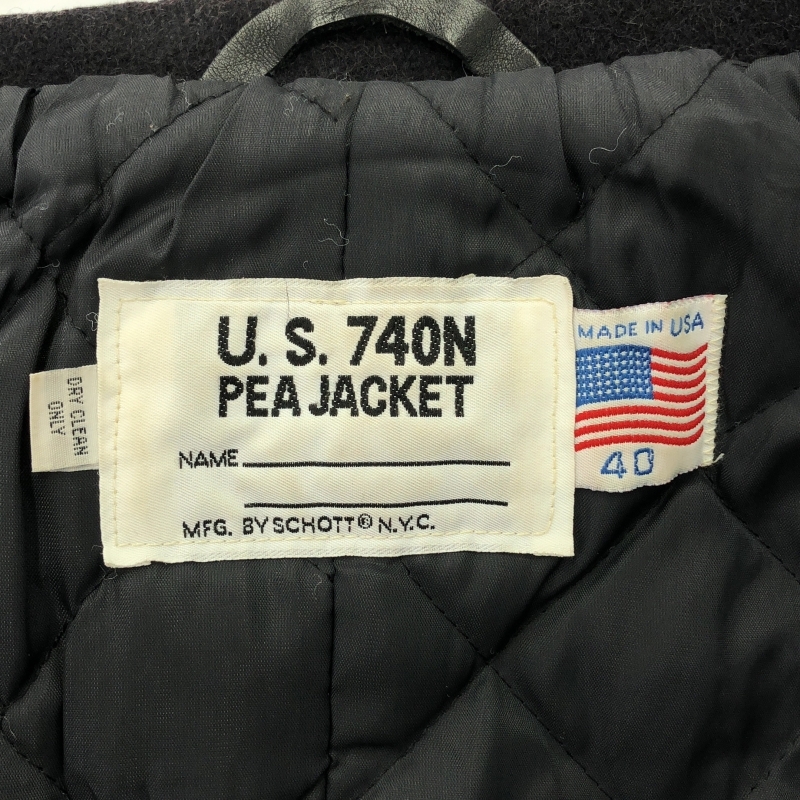 U. S. 740N
PEA JACKET
NAME
MFG. BY SCHOTT® N.Y.C.
DRY CLEAN
ONLY
MADE IN USA
40